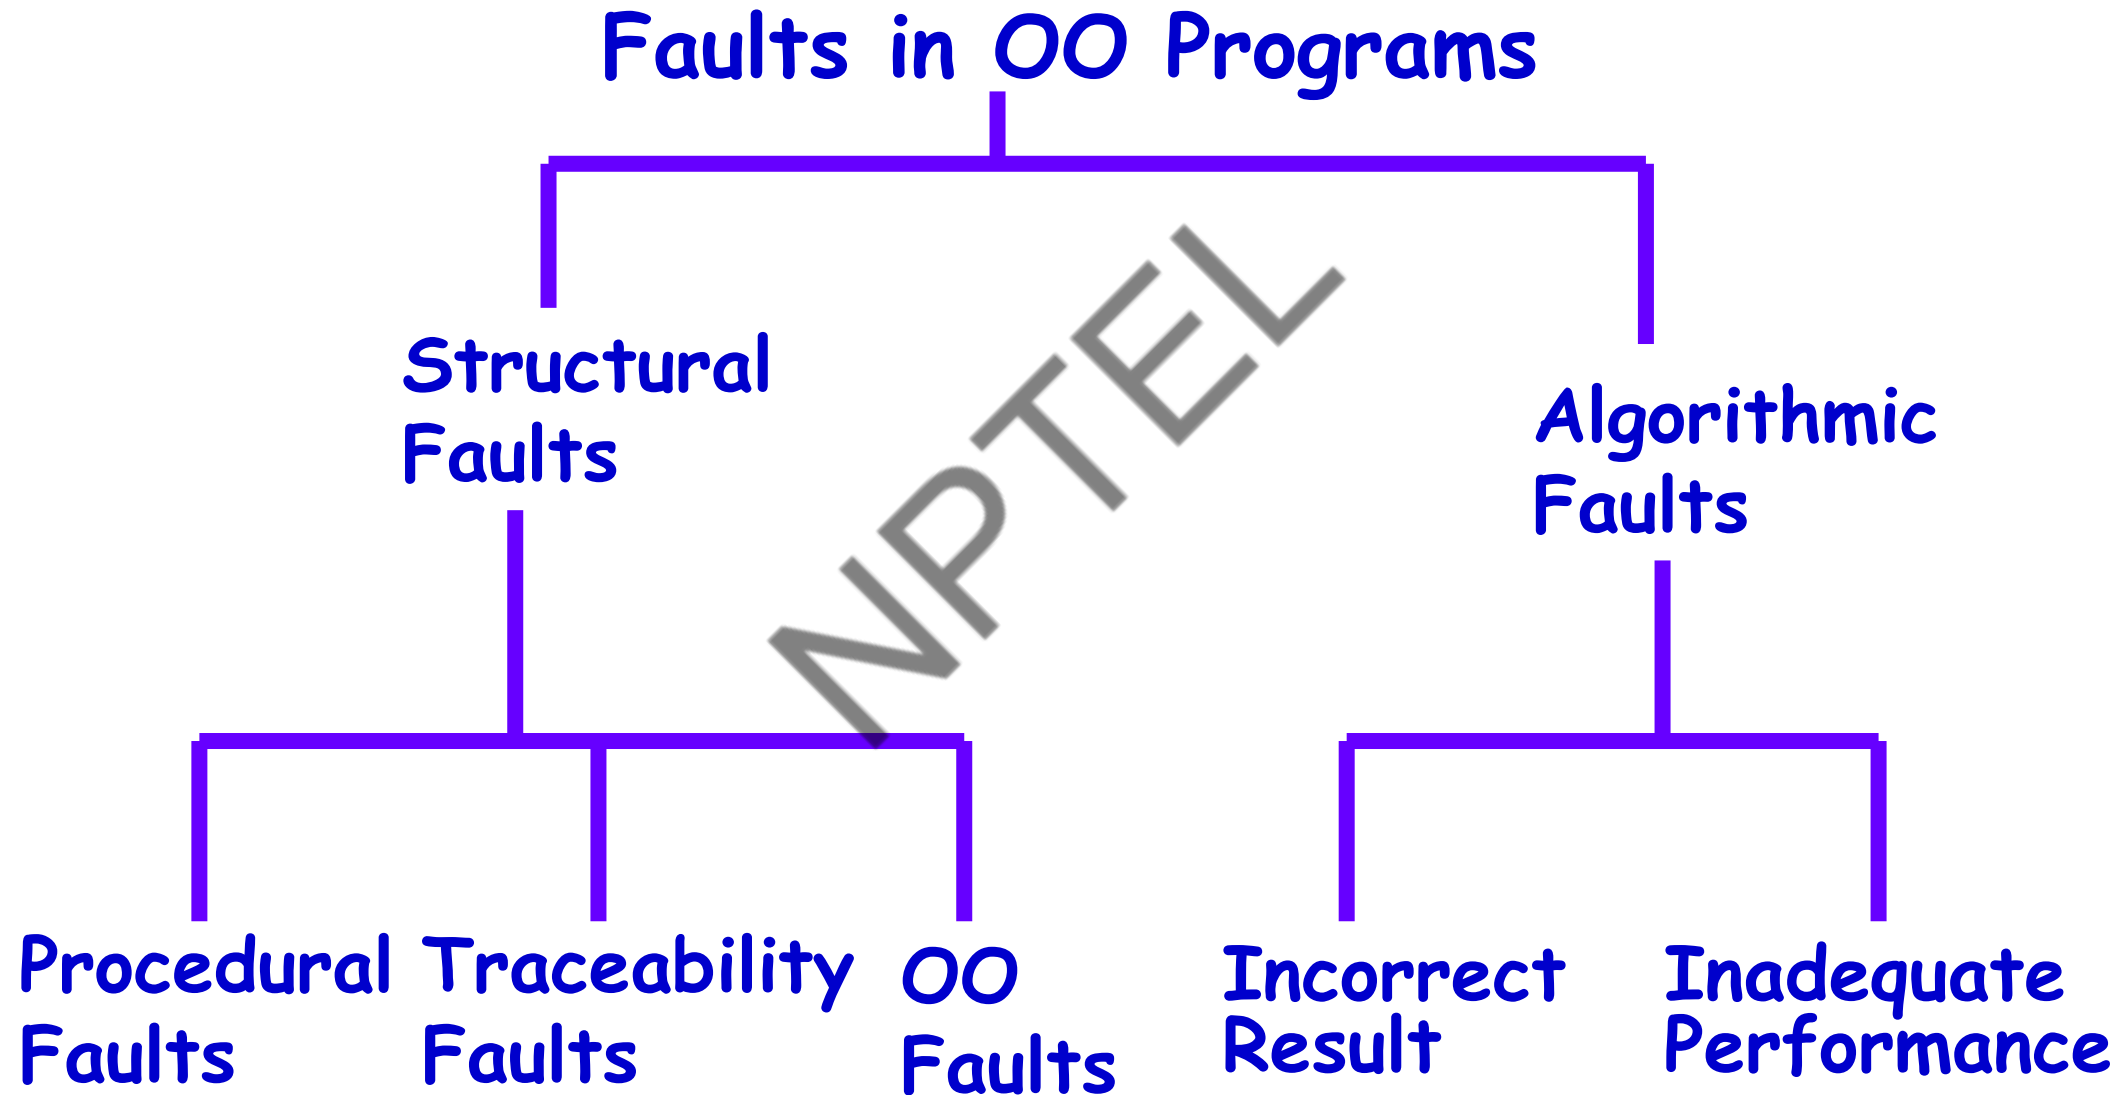 Faults in OO Programs
Structural
Faults
Algorithmic
Faults
NPTEL
Procedural
Faults
Traceability
Faults
OO
Faults
Incorrect
Result
Inadequate
Performance